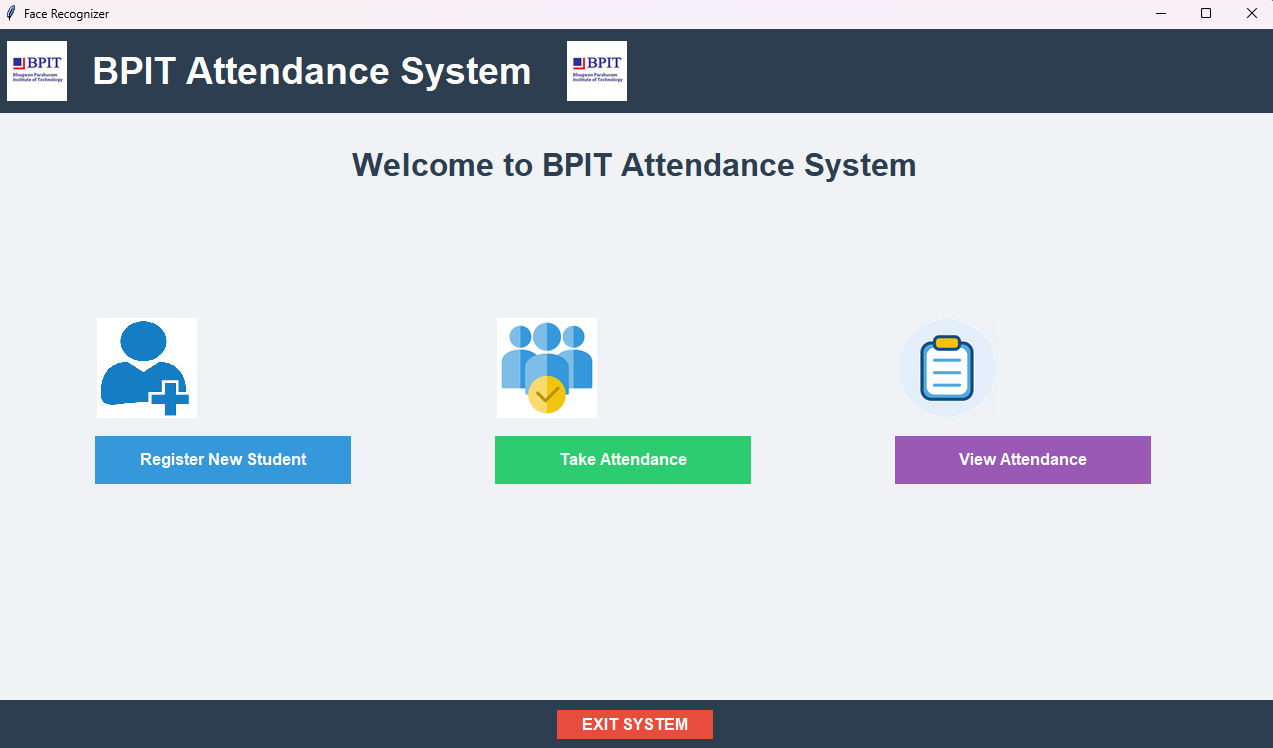 Face Recognizer
BPIT
Bhagwan Parshuram
Institute of Technology
BPIT Attendance System
BPIT
Bhagwan Parshuram
Institute of Technology
Welcome to BPIT Attendance System
Register New Student
Take Attendance
View Attendance
EXIT SYSTEM